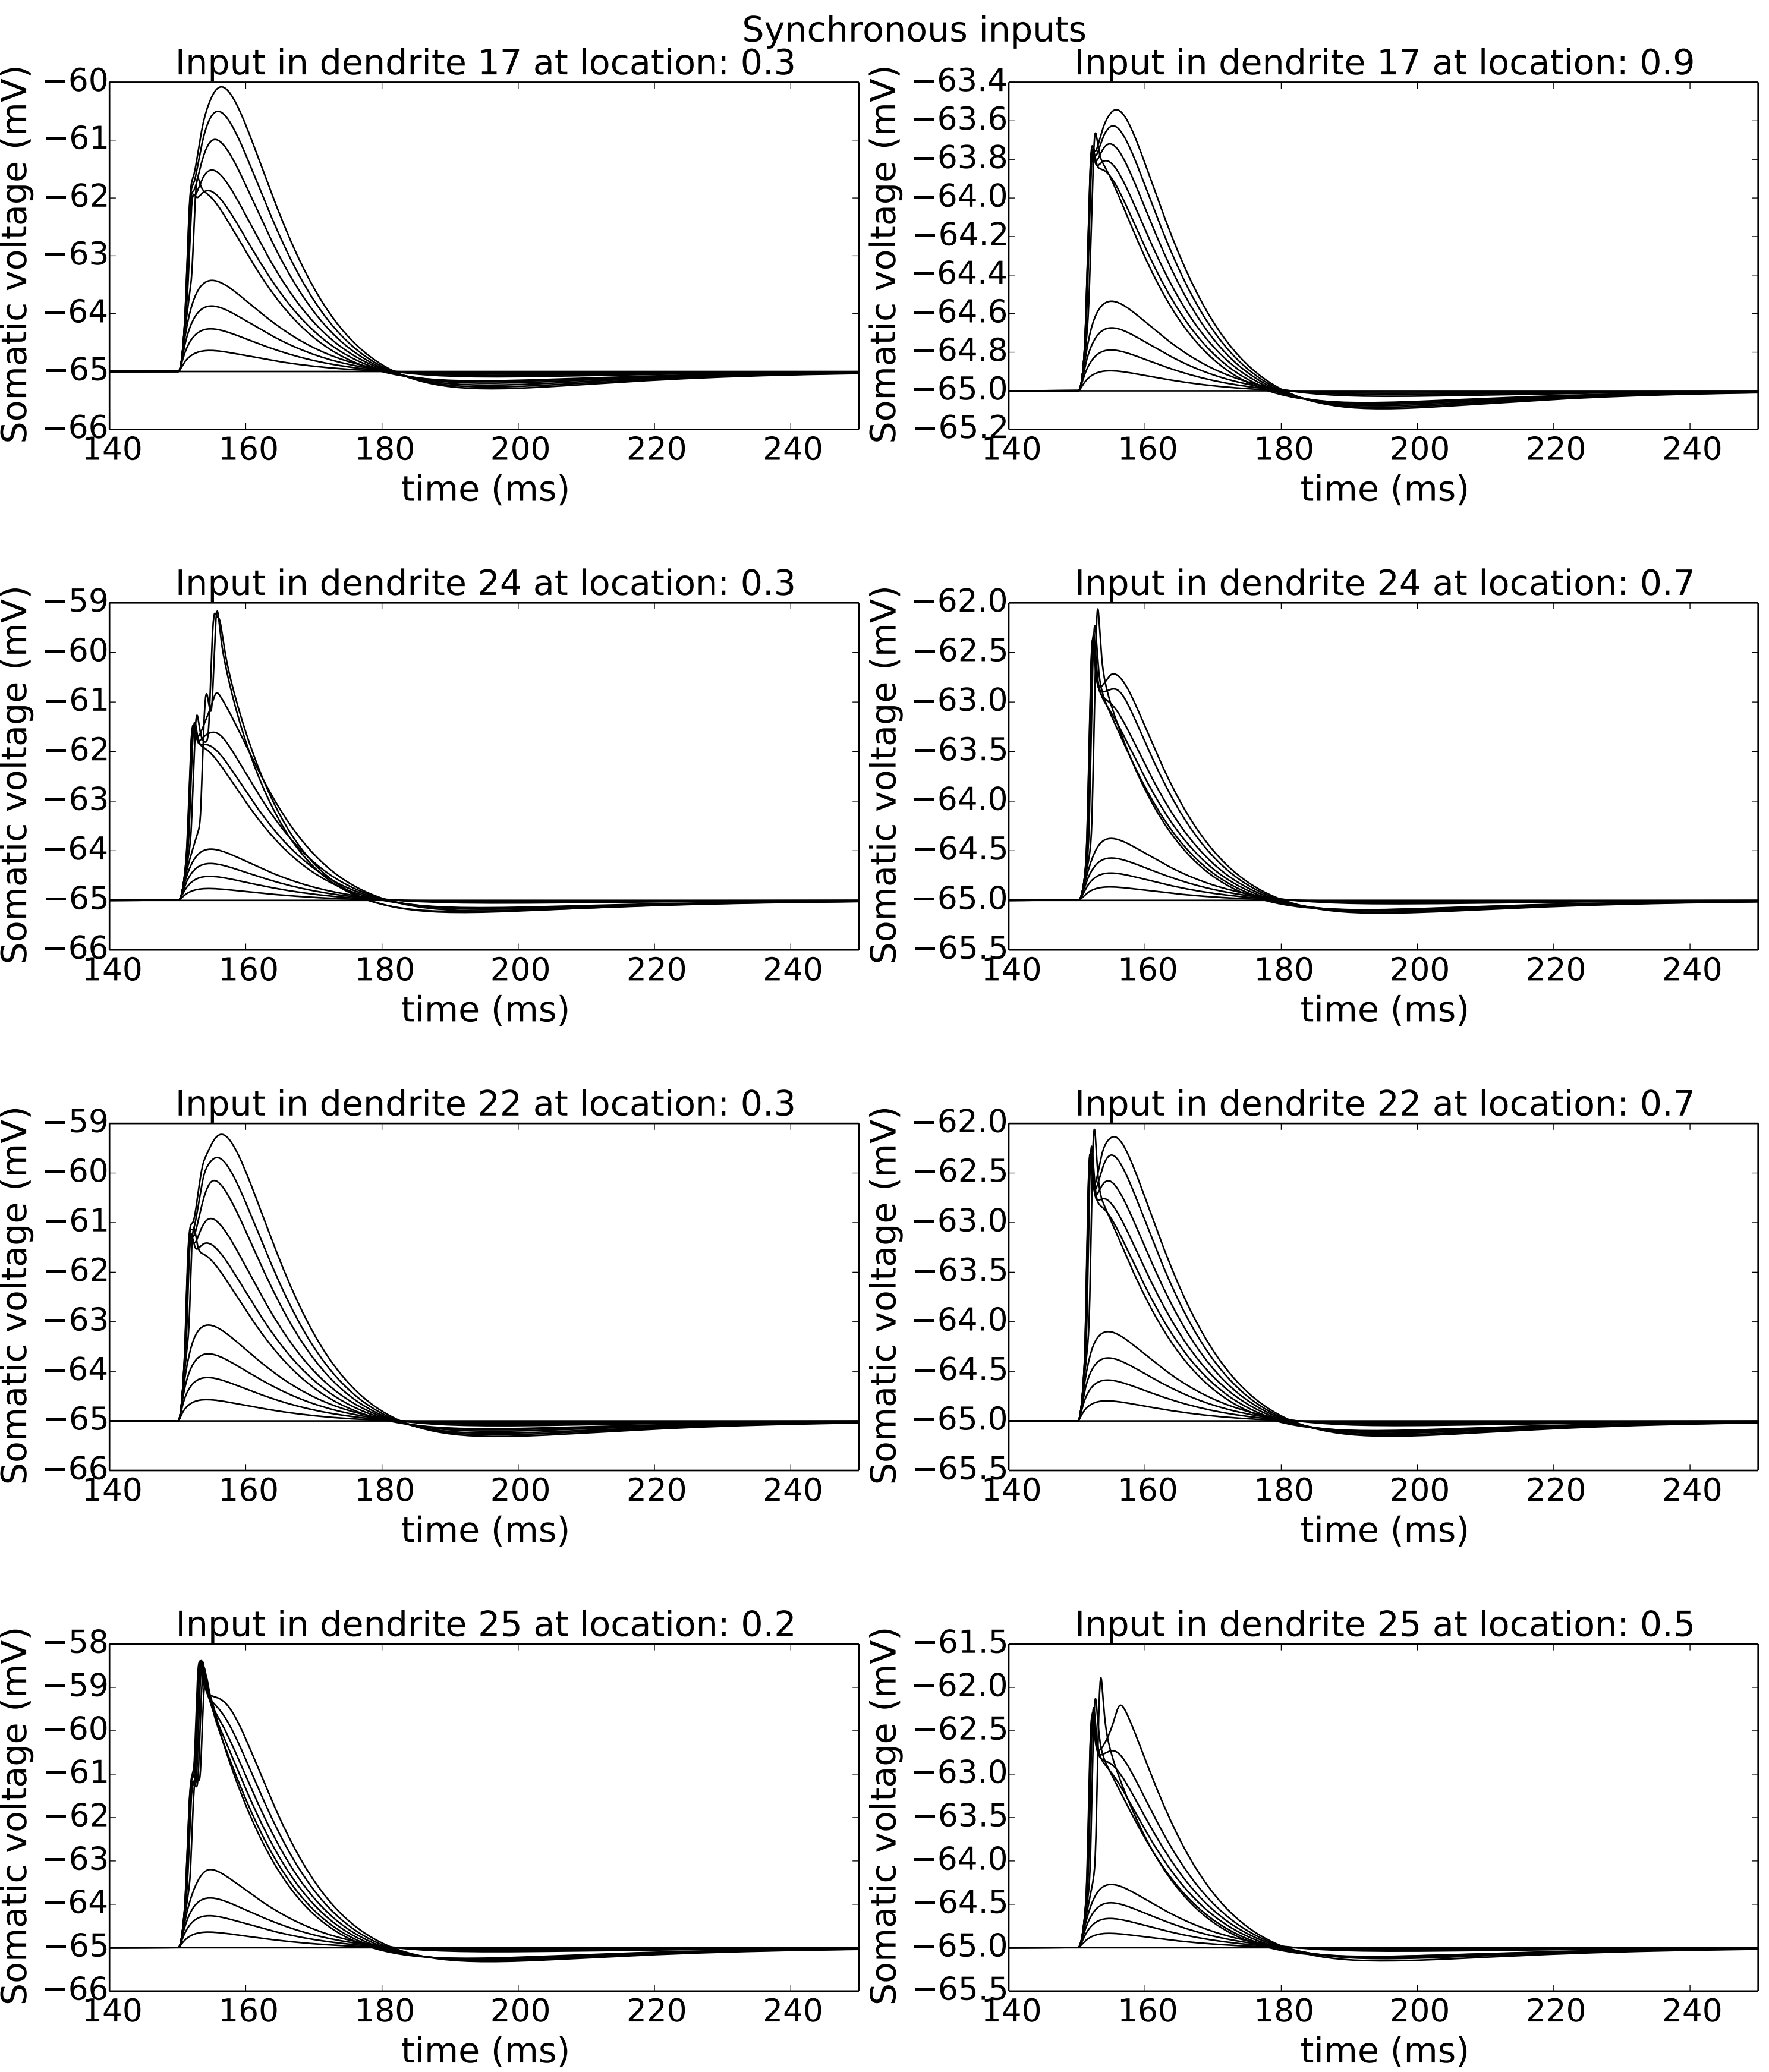 Synchronous inputs
Input in dendrite 17 at location: 0.3
Somatic voltage (mV)
−60
−61
−62
−63
−64
−65
−66
140 160 180 200 220 240
time (ms)
Input in dendrite 17 at location: 0.9
Somatic voltage (mV)
−63.4
−63.6
−63.8
−64.0
−64.2
−64.4
−64.6
−64.8
−65.0
−65.2
140 160 180 200 220 240
time (ms)
Input in dendrite 24 at location: 0.3
Somatic voltage (mV)
−59
−60
−61
−62
−63
−64
−65
−66
140 160 180 200 220 240
time (ms)
Input in dendrite 24 at location: 0.7
Somatic voltage (mV)
−62.0
−62.5
−63.0
−63.5
−64.0
−64.5
−65.0
−65.5
140 160 180 200 220 240
time (ms)
Input in dendrite 22 at location: 0.3
Somatic voltage (mV)
−59
−60
−61
−62
−63
−64
−65
−66
140 160 180 200 220 240
time (ms)
Input in dendrite 22 at location: 0.7
Somatic voltage (mV)
−62.0
−62.5
−63.0
−63.5
−64.0
−64.5
−65.0
−65.5
140 160 180 200 220 240
time (ms)
Input in dendrite 25 at location: 0.2
Somatic voltage (mV)
−58
−59
−60
−61
−62
−63
−64
−65
−66
140 160 180 200 220 240
time (ms)
Input in dendrite 25 at location: 0.5
Somatic voltage (mV)
−61.5
−62.0
−62.5
−63.0
−63.5
−64.0
−64.5
−65.0
−65.5
140 160 180 200 220 240
time (ms)